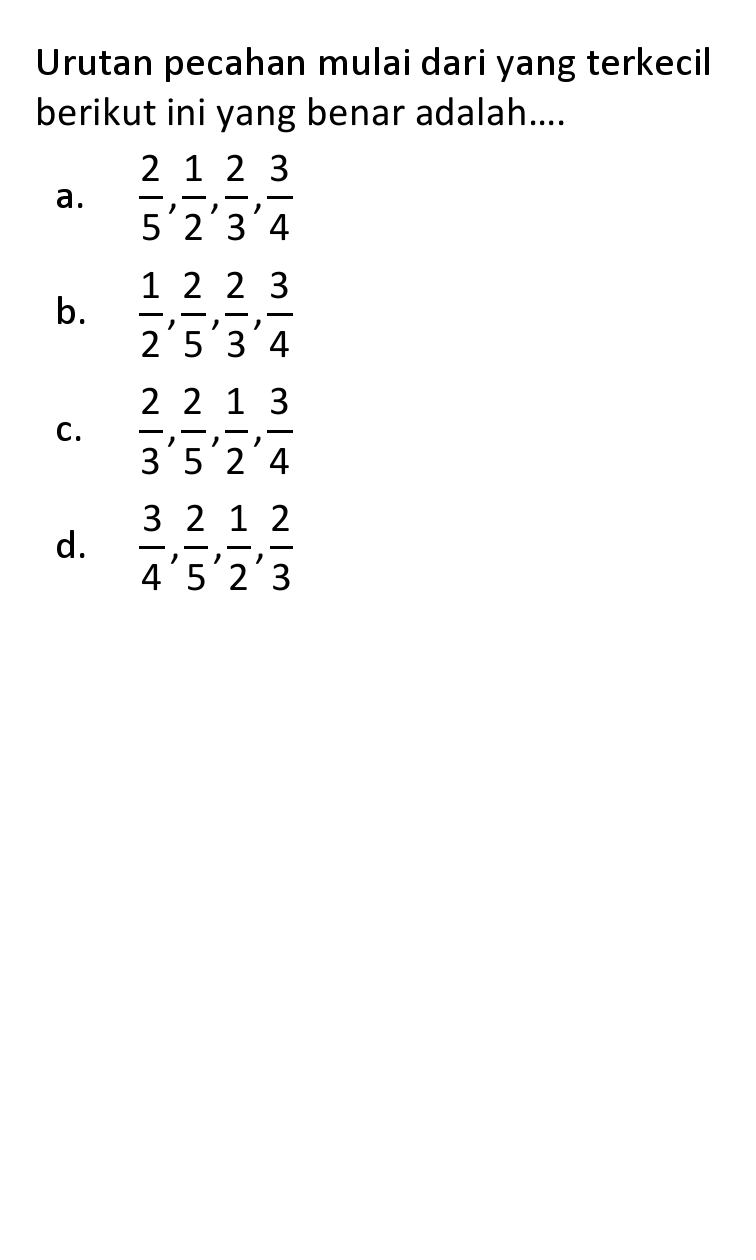 Urutan pecahan mulai dari yang terkecil
berikut ini yang benar adalah....
a. 2/5, 1/2, 2/3, 3/4
b. 1/2, 2/5, 2/3, 3/4
c. 2/3, 2/5, 1/2, 3/4
d. 3/4, 2/5, 1/2, 2/3